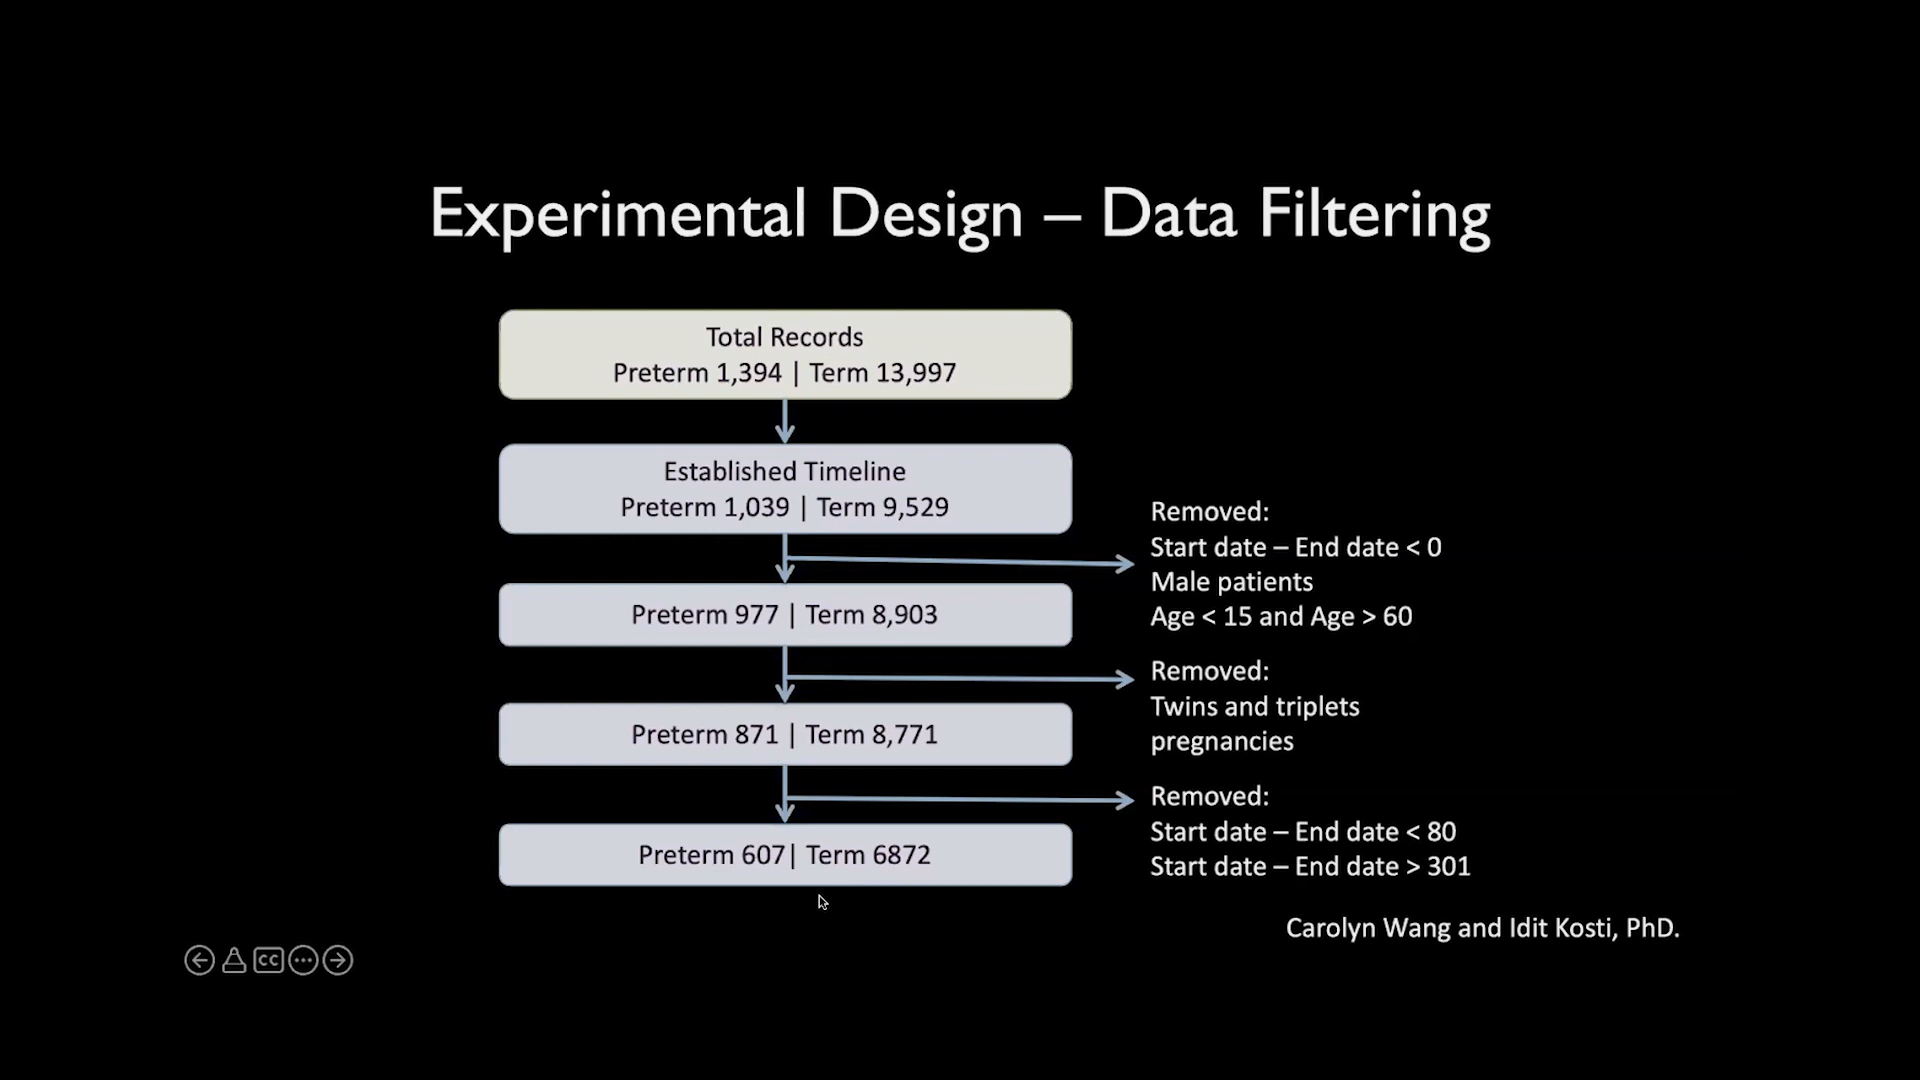 Experimental Design – Data Filtering
Total Records
Preterm 1,394 | Term 13,997
Established Timeline
Preterm 1,039 | Term 9,529
Removed:
Start date – End date < 0
Male patients
Age < 15 and Age > 60
Preterm 977 | Term 8,903
Removed:
Twins and triplets
pregnancies
Preterm 871 | Term 8,771
Removed:
Start date – End date < 80
Start date – End date > 301
Preterm 607| Term 6872
Carolyn Wang and Idit Kosti, PhD.
CC